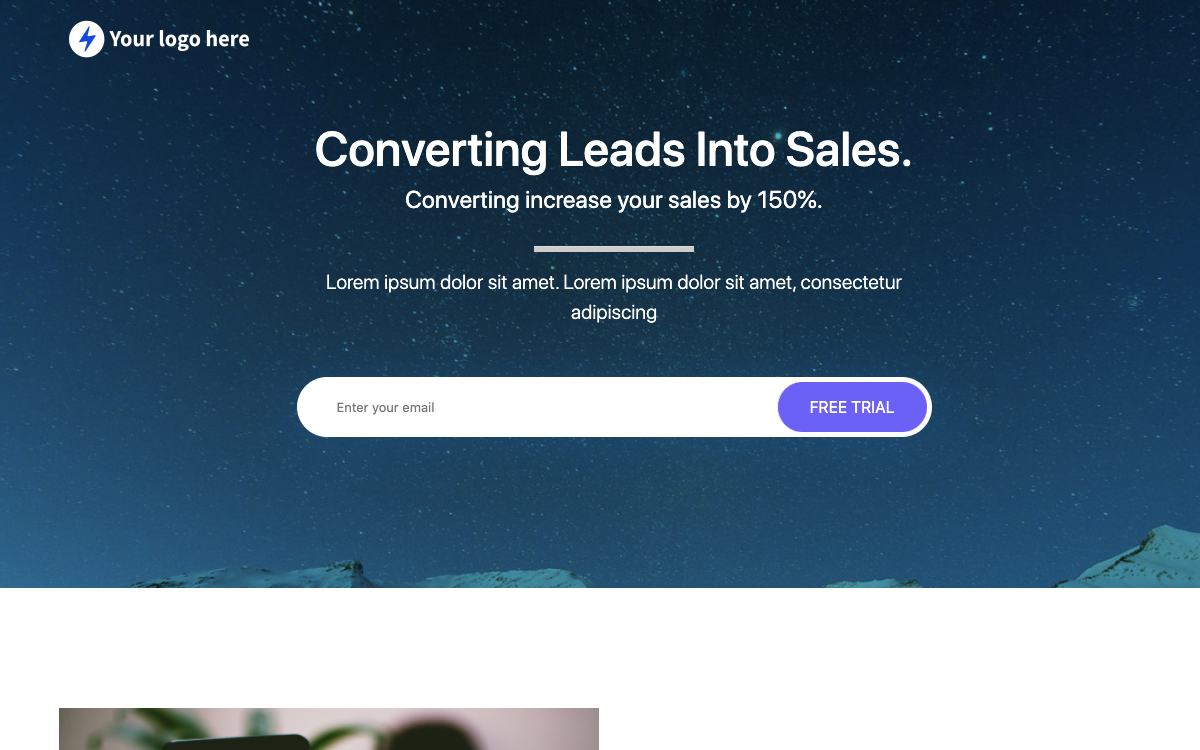 Your logo here
Converting Leads Into Sales.
Converting increase your sales by 150%.
Lorem ipsum dolor sit amet. Lorem ipsum dolor sit amet, consectetur
adipiscing
Enter your email
FREE TRIAL